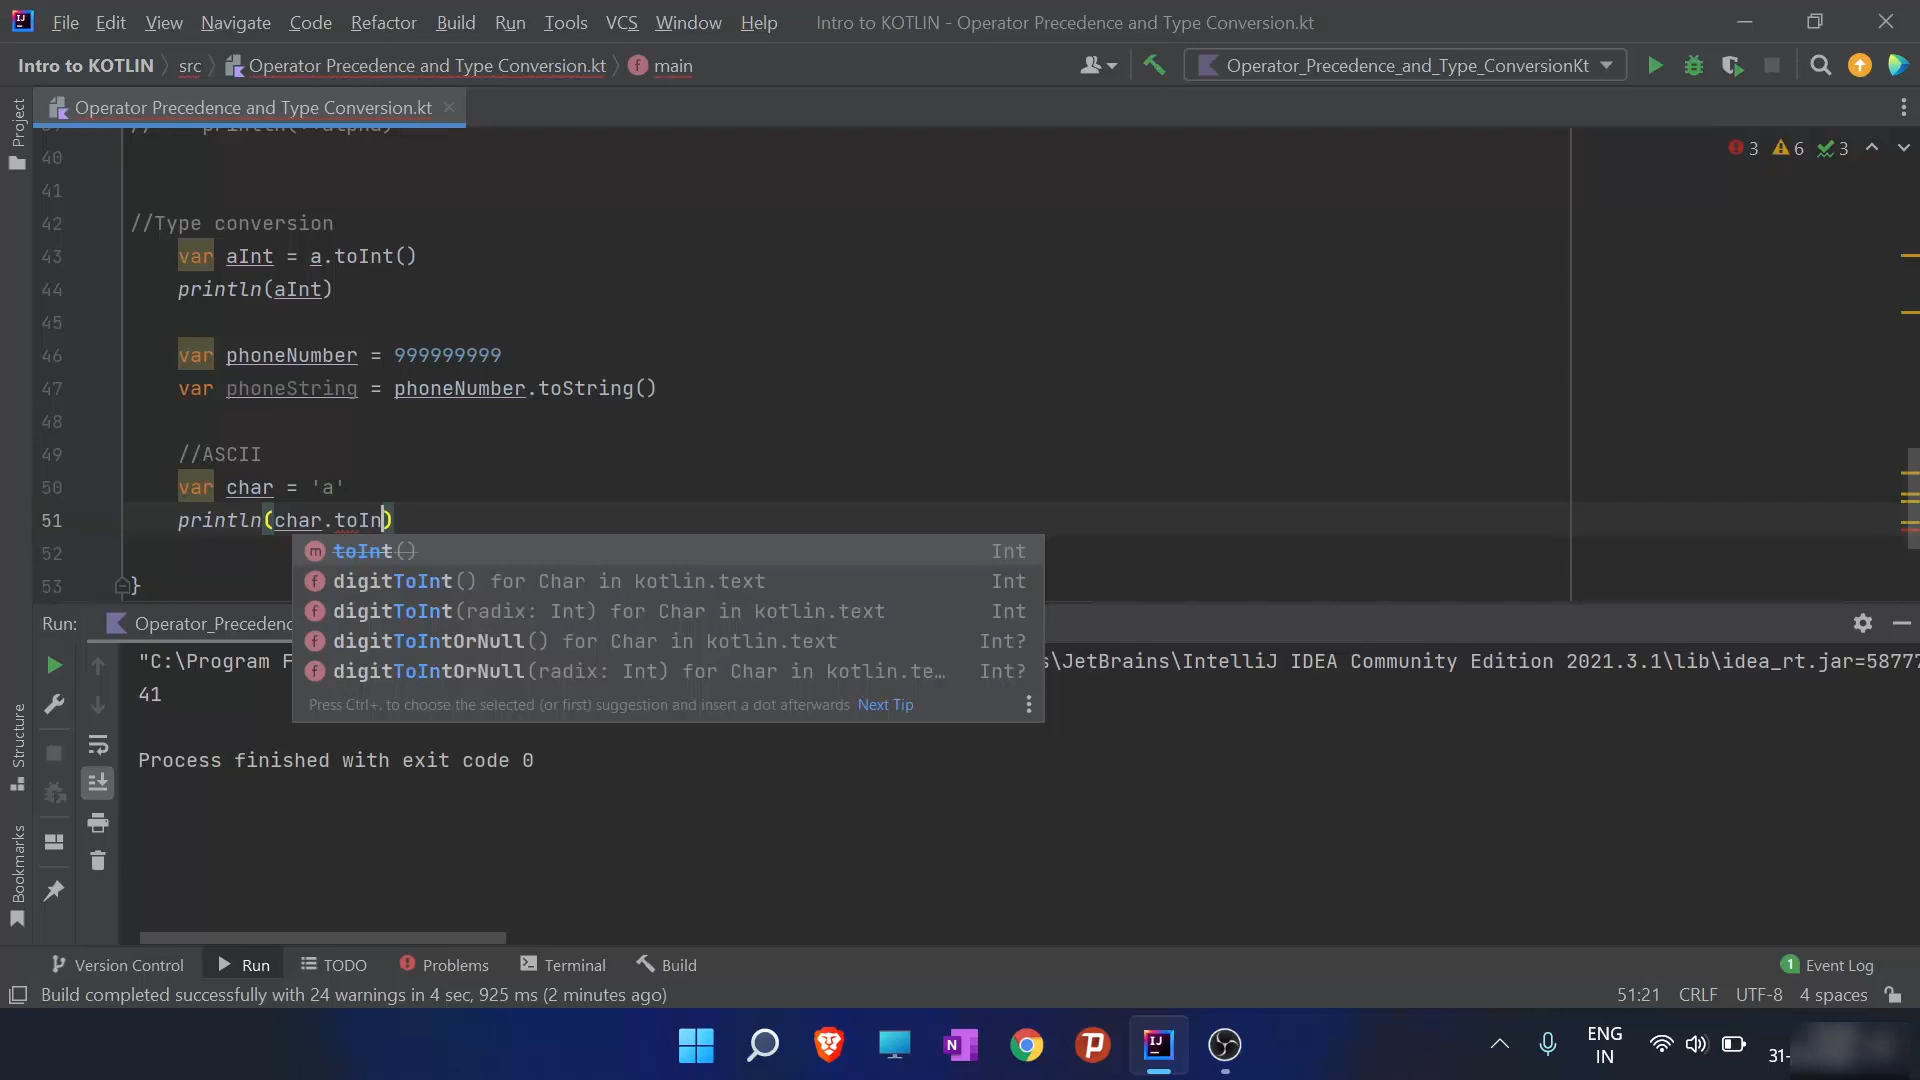 File Edit View Navigate Code Refactor Build Run Tools VCS Window Help Intro to KOTLIN - Operator Precedence and Type Conversion.kt
Intro to KOTLIN src Operator Precedence and Type Conversion.kt main Operator_Precedence_and_Type_ConversionKt
Project
Operator Precedence and Type Conversion.kt
40
3 6 3
41
42 //Type conversion
43 var aInt = a.toInt()
44 println(aInt)
45
46 var phoneNumber = 999999999
47 var phoneString = phoneNumber.toString()
48
49 //ASCII
50 var char = 'a'
51 println(char.toIn)
52
53 }
toInt() Int
digitToInt() for Char in kotlin.text Int
digitToInt(radix: Int) for Char in kotlin.text Int
digitToIntOrNull() for Char in kotlin.text Int?
digitToIntOrNull(radix: Int) for Char in kotlin.te… Int?
Press Ctrl+. to choose the selected (or first) suggestion and insert a dot afterwards Next Tip
Run: Operator_Precedenc
"C:\Program F s\JetBrains\IntelliJ IDEA Community Edition 2021.3.1\lib\idea_rt.jar=58777
41
Process finished with exit code 0
Structure
Bookmarks
Version Control Run TODO Problems Terminal Build 1 Event Log
Build completed successfully with 24 warnings in 4 sec, 925 ms (2 minutes ago) 51:21 CRLF UTF-8 4 spaces
ENG
IN
31-